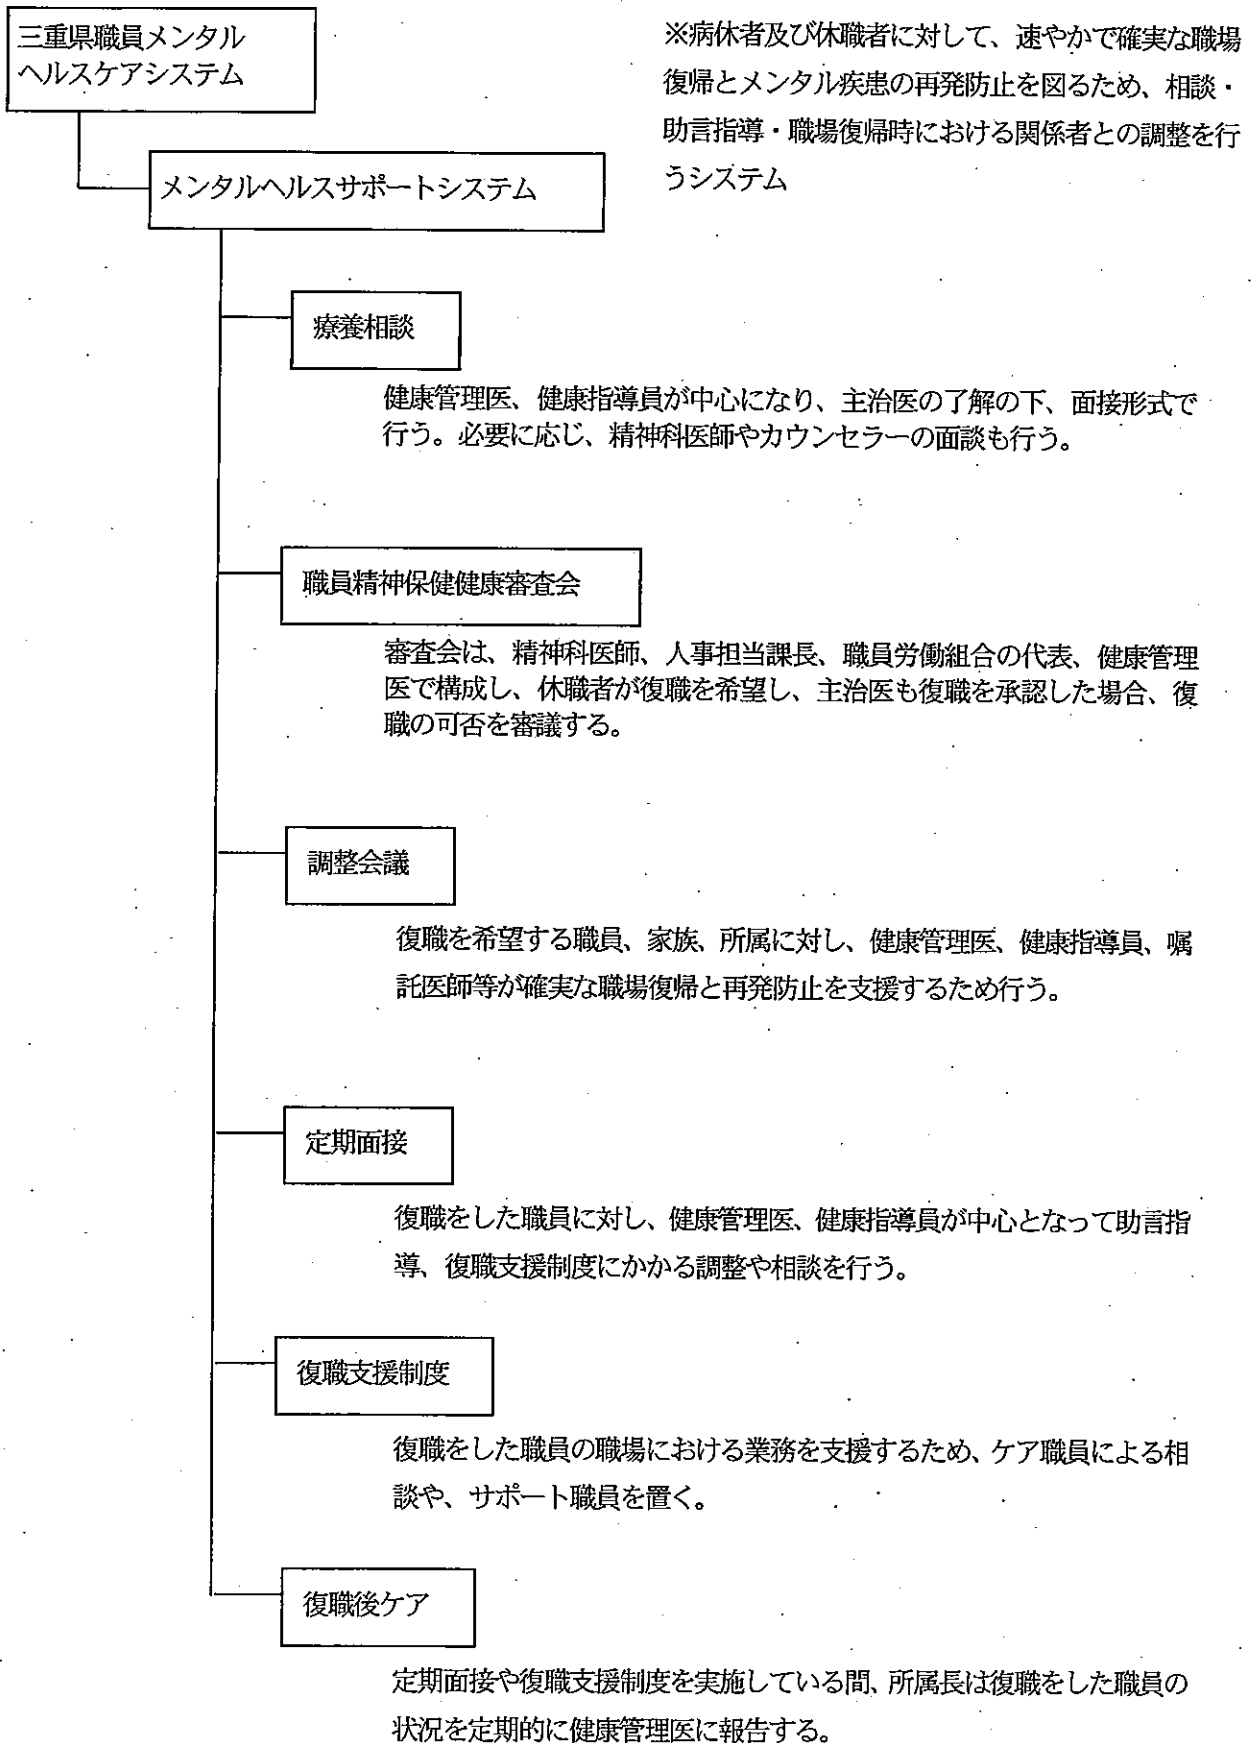 三重県職員メンタル
ヘルスケアシステム
※病休者及び休職者に対して、速やかで確実な職場
復帰とメンタル疾患の再発防止を図るため、相談・
助言指導・職場復帰時における関係者との調整を行
うシステム
メンタルヘルスサポートシステム
療養相談
健康管理医、健康指導員が中心になり、主治医の了解の下、面接形式で
行う。必要に応じ、精神科医師やカウンセラーの面談も行う。
職員精神保健健康審査会
審査会は、精神科医師、人事担当課長、職員労働組合の代表、健康管理
医で構成し、休職者が復職を希望し、主治医も復職を承認した場合、復
職の可否を審議する。
調整会議
復職を希望する職員、家族、所属に対し、健康管理医、健康指導員、嘱
託医師等が確実な職場復帰と再発防止を支援するため行う。
定期面接
復職をした職員に対し、健康管理医、健康指導員が中心となって助言指
導、復職支援制度にかかる調整や相談を行う。
復職支援制度
復職をした職員の職場における業務を支援するため、ケア職員による相
談や、サポート職員を置く。
復職後ケア
定期面接や復職支援制度を実施している間、所属長は復職をした職員の
状況を定期的に健康管理医に報告する。